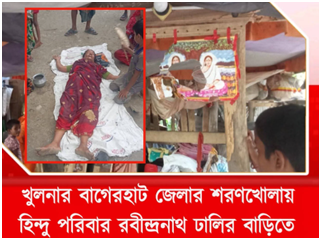 খুলনার বাগেরহাট জেলার শরণখোলায়
হিন্দু পরিবার রবীন্দ্রনাথ ঢালির বাড়িতে